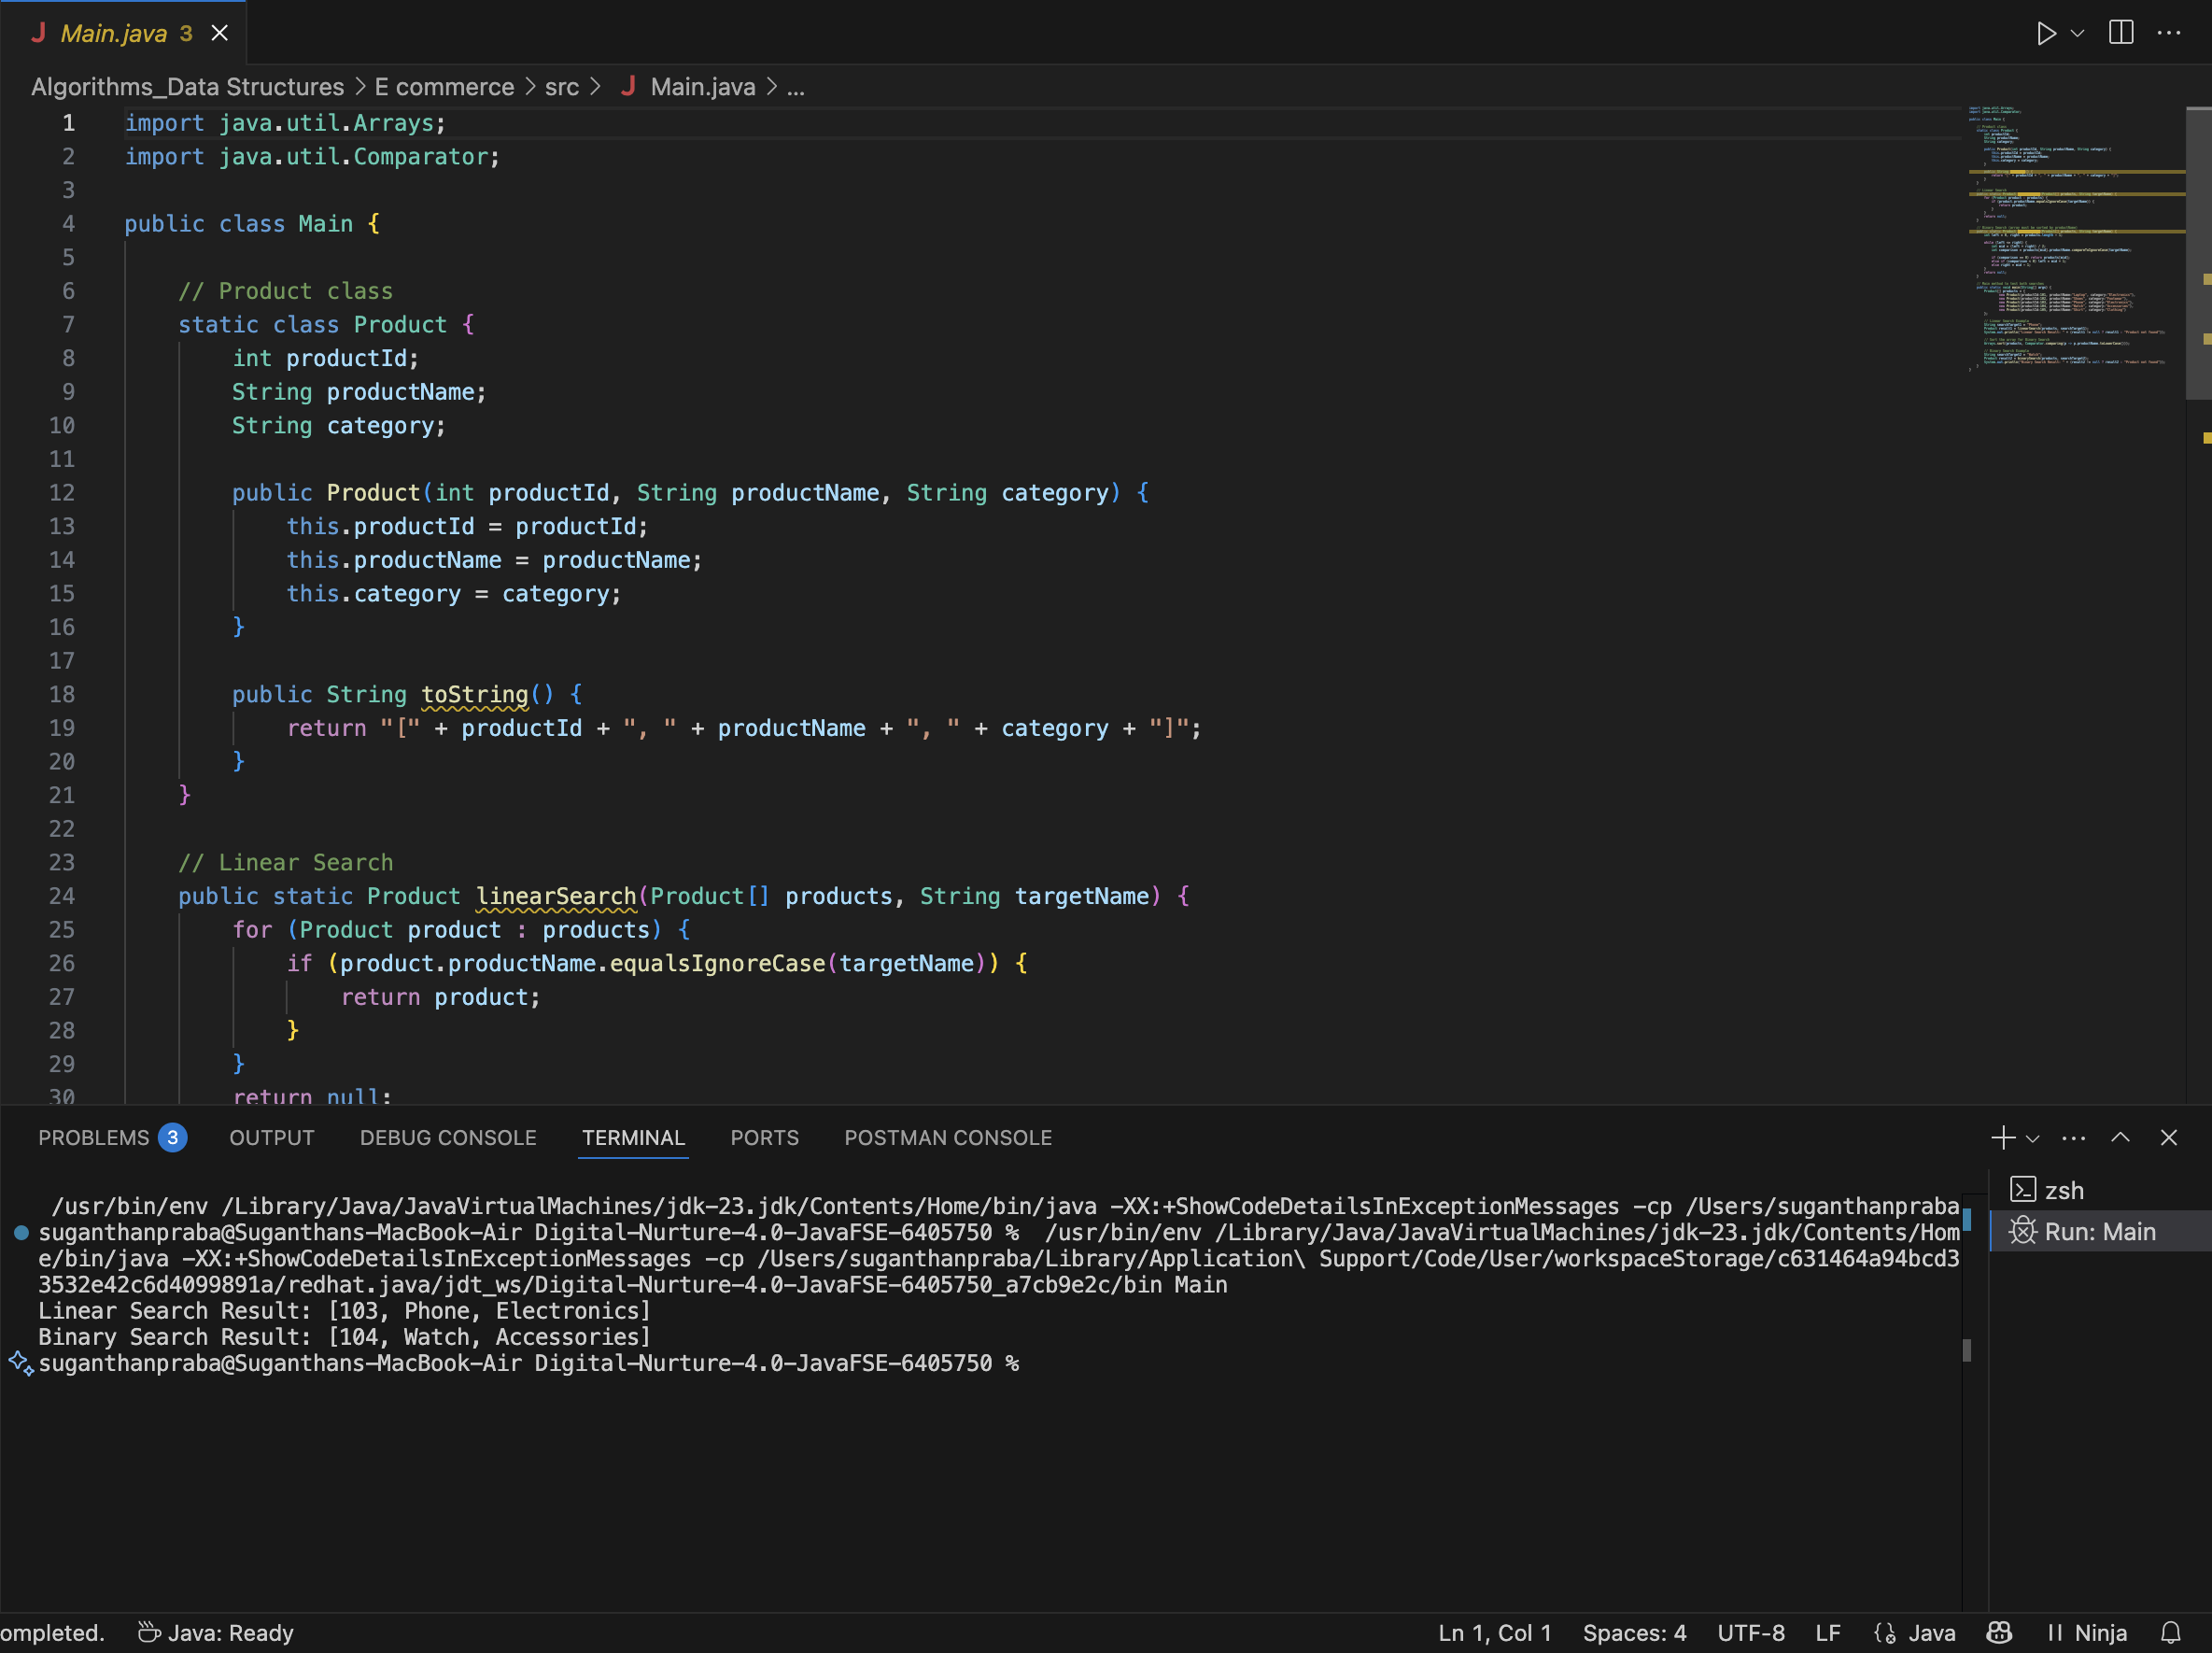 Main.java 3
Algorithms_Data Structures > E commerce > src > Main.java > ...
1 import java.util.Arrays;
2 import java.util.Comparator;
3
4 public class Main {
5
6 // Product class
7 static class Product {
8 int productId;
9 String productName;
10 String category;
11
12 public Product(int productId, String productName, String category) {
13 this.productId = productId;
14 this.productName = productName;
15 this.category = category;
16 }
17
18 public String toString() {
19 return "[" + productId + ", " + productName + ", " + category + "]";
20 }
21 }
22
23 // Linear Search
24 public static Product linearSearch(Product[] products, String targetName) {
25 for (Product product : products) {
26 if (product.productName.equalsIgnoreCase(targetName)) {
27 return product;
28 }
29 }
30 return null;
PROBLEMS 3 OUTPUT DEBUG CONSOLE TERMINAL PORTS POSTMAN CONSOLE
/usr/bin/env /Library/Java/JavaVirtualMachines/jdk-23.jdk/Contents/Home/bin/java -XX:+ShowCodeDetailsInExceptionMessages -cp /Users/suganthanpraba
suganthanpraba@Suganthans-MacBook-Air Digital-Nurture-4.0-JavaFSE-6405750 % /usr/bin/env /Library/Java/JavaVirtualMachines/jdk-23.jdk/Contents/Hom
e/bin/java -XX:+ShowCodeDetailsInExceptionMessages -cp /Users/suganthanpraba/Library/Application\ Support/Code/User/workspaceStorage/c631464a94bcd3
3532e42c6d4099891a/redhat.java/jdt_ws/Digital-Nurture-4.0-JavaFSE-6405750_a7cb9e2c/bin Main
Linear Search Result: [103, Phone, Electronics]
Binary Search Result: [104, Watch, Accessories]
suganthanpraba@Suganthans-MacBook-Air Digital-Nurture-4.0-JavaFSE-6405750 %
zsh
Run: Main
ompleted. Java: Ready Ln 1, Col 1 Spaces: 4 UTF-8 LF Java Ninja